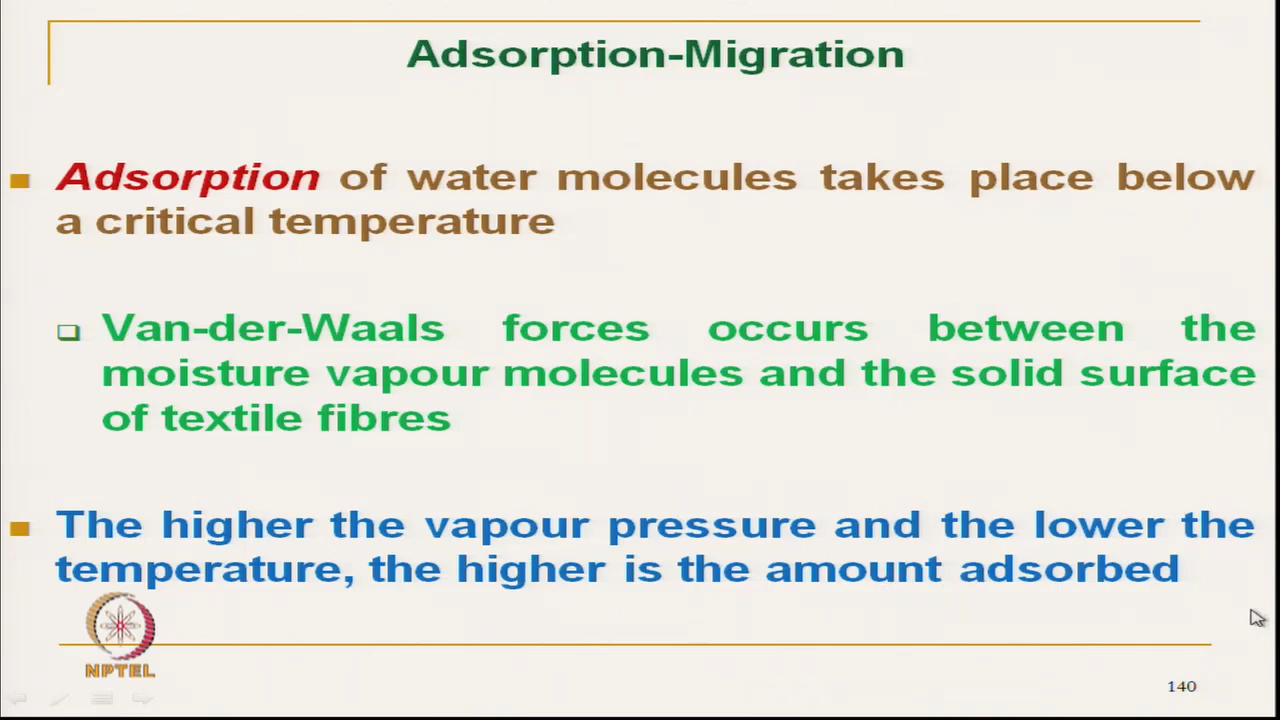 Adsorption-Migration
Adsorption of water molecules takes place below
a critical temperature
Van-der-Waals forces occurs between the
moisture vapour molecules and the solid surface
of textile fibres
The higher the vapour pressure and the lower the
temperature, the higher is the amount adsorbed
NPTEL
140